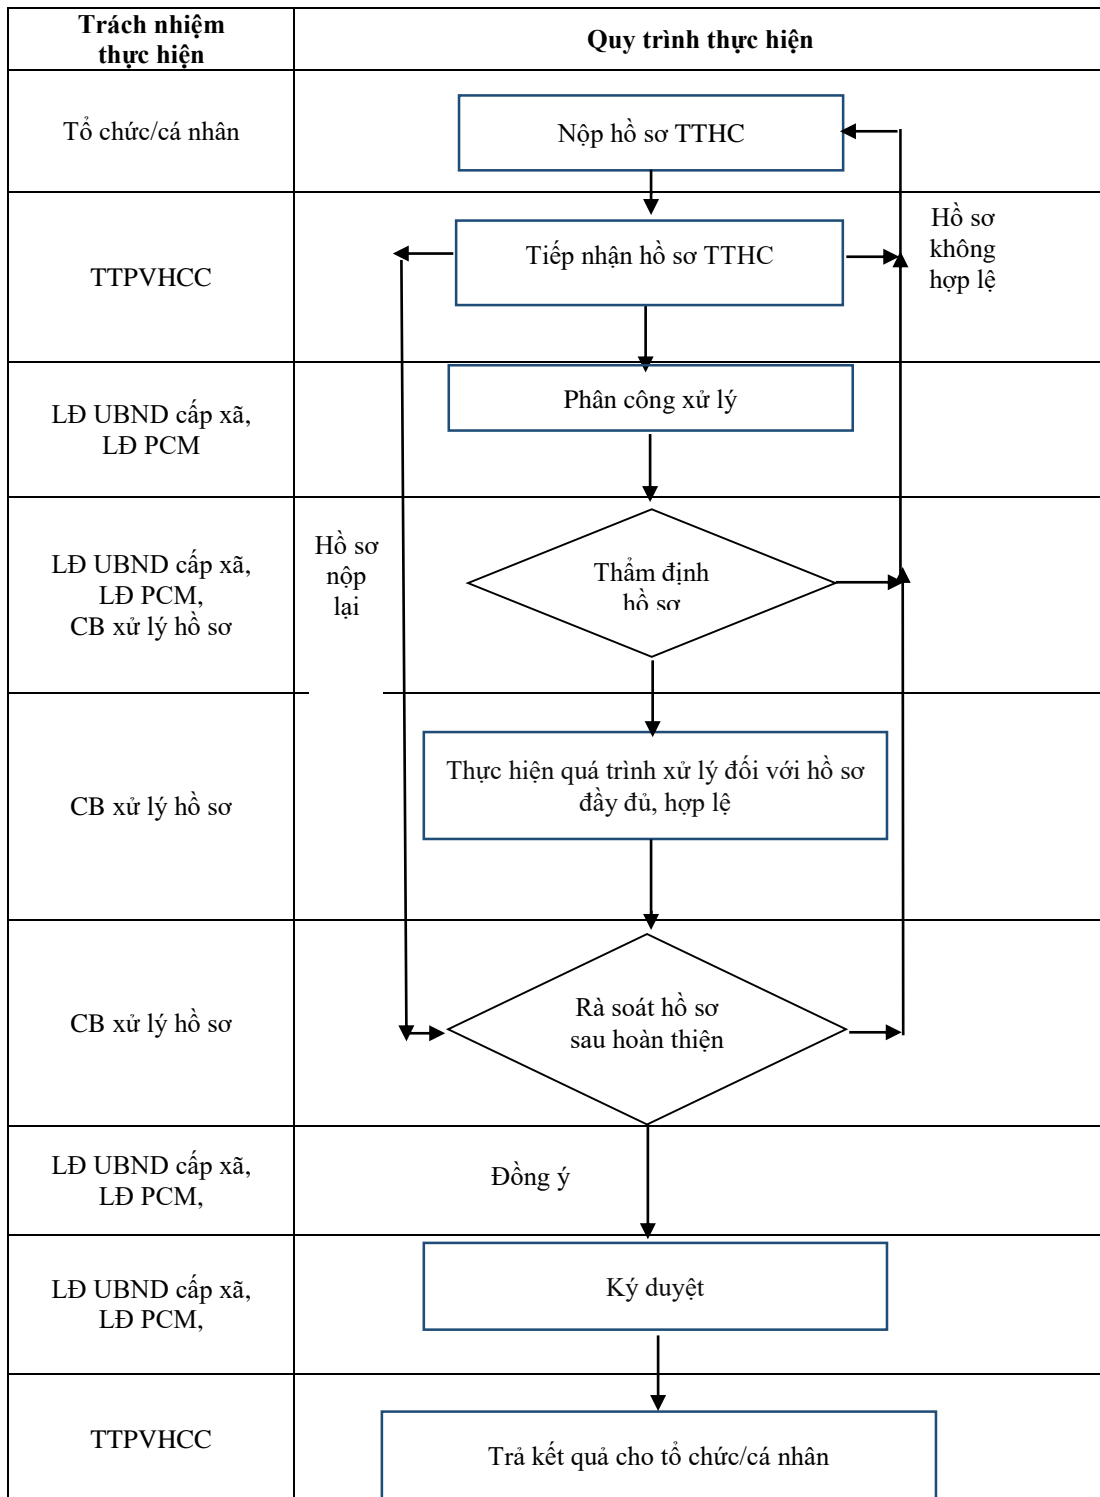 Trách nhiệm
thực hiện
Quy trình thực hiện
Tổ chức/cá nhân
Nộp hồ sơ TTHC
TTPVHCC
Tiếp nhận hồ sơ TTHC
Hồ sơ
không
hợp lệ
LĐ UBND cấp xã,
LĐ PCM
Phân công xử lý
LĐ UBND cấp xã,
LĐ PCM,
CB xử lý hồ sơ
Hồ sơ
nộp
lại
Thẩm định
hồ sơ
CB xử lý hồ sơ
Thực hiện quá trình xử lý đối với hồ sơ
đầy đủ, hợp lệ
CB xử lý hồ sơ
Rà soát hồ sơ
sau hoàn thiện
LĐ UBND cấp xã,
LĐ PCM,
Đồng ý
LĐ UBND cấp xã,
LĐ PCM,
Ký duyệt
TTPVHCC
Trả kết quả cho tổ chức/cá nhân